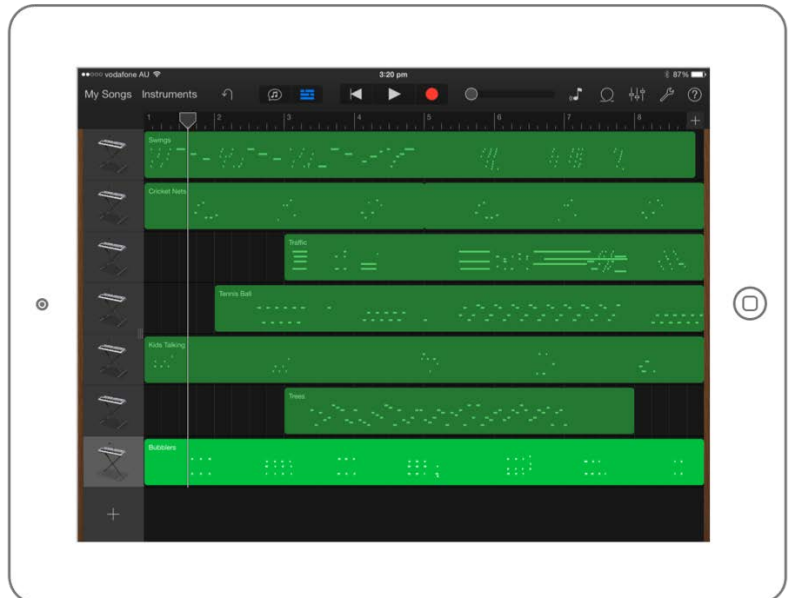 vodafone AU 3:20 pm 87%
My Songs Instruments
1 2 3 4 5 6 7 8
Swings
Cricket Nets
Traffic
Tennis Ball
Kids Talking
Trees
Bubblers